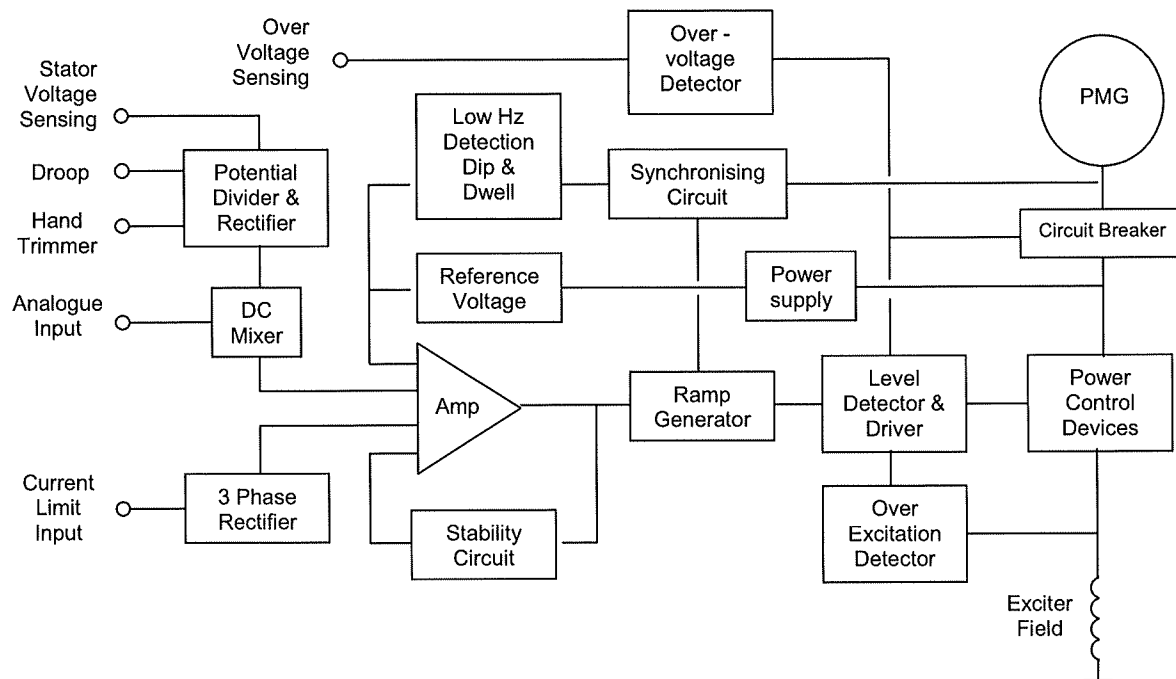 Over
Voltage
Sensing
Over -
voltage
Detector
PMG
Stator
Voltage
Sensing
Low Hz
Detection
Dip &
Dwell
Synchronising
Circuit
Droop
Potential
Divider &
Rectifier
Hand
Trimmer
Circuit Breaker
Reference
Voltage
Power
supply
Analogue
Input
DC
Mixer
Amp
Ramp
Generator
Level
Detector &
Driver
Power
Control
Devices
Current
Limit
Input
3 Phase
Rectifier
Stability
Circuit
Over
Excitation
Detector
Exciter
Field